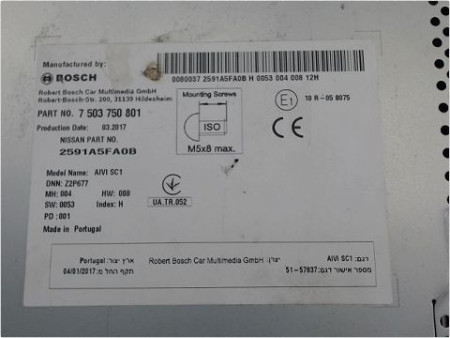 Manufactured by:
BOSCH
Robert Bosch Car Multimedia GmbH
Robert-Bosch-Str. 200, 31139 Hildesheim
PART NO. 7 503 750 801
Production Date: 03.2017
NISSAN PART NO.
2591A5FA0B
Model Name: AIVI SC1
DNN: Z2P677
MH: 004 HW: 008
SW: 0053 Index: H
PD :001
Made in Portugal
0080037 2591A5FA0B H 0053 004 008 12H
Mounting Screws
ISO
M5x8 max.
E1
10 R-05 8075
CE
UA.TR.052
דגם: AIVI SC1
יצרן: Robert Bosch Car Multimedia GmbH
ארץ יצור: Portugal
מספר אישור דגם: 51-57837
תקף החל מ: 04/01/2017